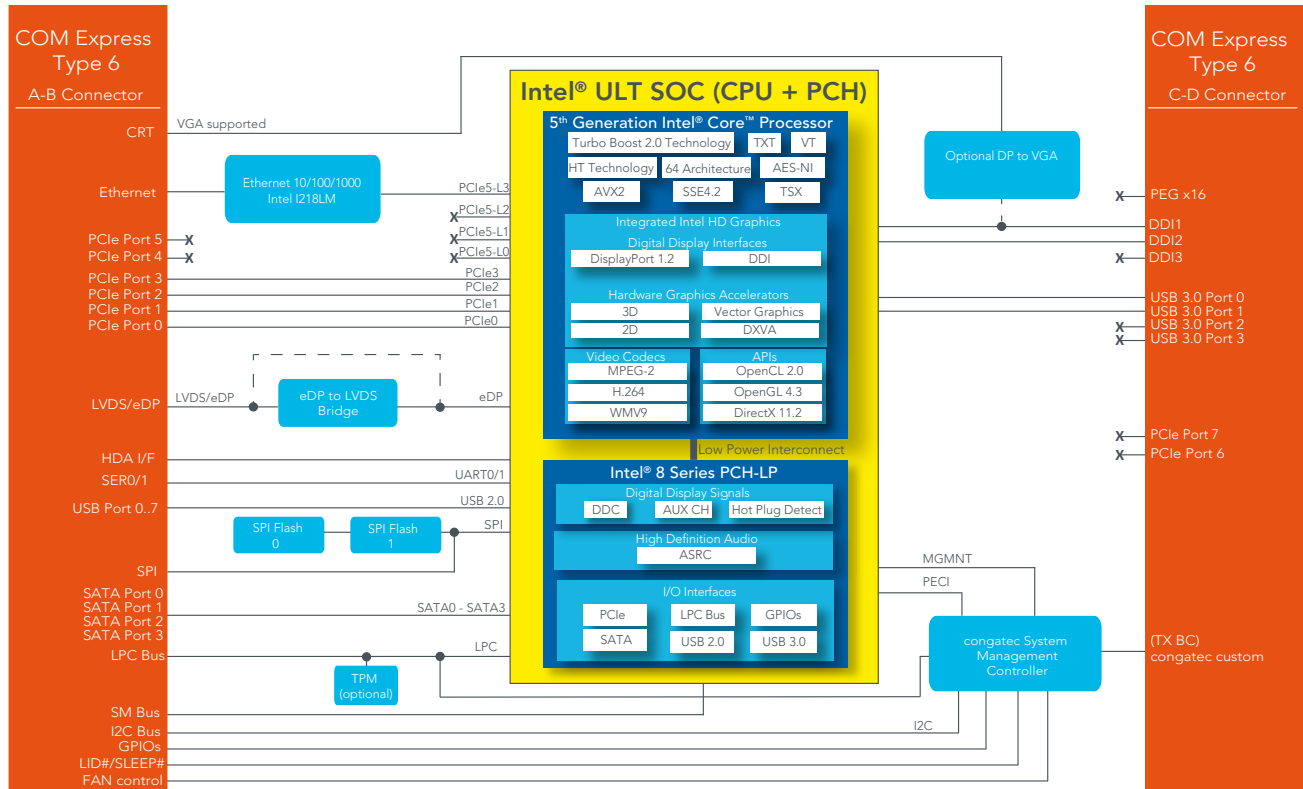 COM Express
Type 6
A-B Connector
CRT
Ethernet
PCIe Port 5
PCIe Port 4
PCIe Port 3
PCIe Port 2
PCIe Port 1
PCIe Port 0
LVDS/eDP
HDA I/F
SER0/1
USB Port 0..7
SPI
SATA Port 0
SATA Port 1
SATA Port 2
SATA Port 3
LPC Bus
SM Bus
I2C Bus
GPIOs
LID#/SLEEP#
FAN control
VGA supported
Ethernet 10/100/1000
Intel I218LM
X
X
PCIe5-L3
X PCIe5-L2
X PCIe5-L1
X PCIe5-L0
PCIe3
PCIe2
PCIe1
PCIe0
LVDS/eDP
eDP to LVDS
Bridge
eDP
UART0/1
USB 2.0
SPI Flash
0
SPI Flash
1
SPI
SATA0 - SATA3
LPC
TPM
(optional)
Intel® ULT SOC (CPU + PCH)
5th Generation Intel® Core™ Processor
Turbo Boost 2.0 Technology
TXT
VT
HT Technology
64 Architecture
AES-NI
AVX2
SSE4.2
TSX
Integrated Intel HD Graphics
Digital Display Interfaces
DisplayPort 1.2
DDI
Hardware Graphics Accelerators
3D
Vector Graphics
2D
DXVA
Video Codecs
MPEG-2
H.264
WMV9
APIs
OpenCL 2.0
OpenGL 4.3
DirectX 11.2
Low Power Interconnect
Intel® 8 Series PCH-LP
Digital Display Signals
DDC
AUX CH
Hot Plug Detect
High Definition Audio
ASRC
I/O Interfaces
PCIe
LPC Bus
GPIOs
SATA
USB 2.0
USB 3.0
Optional DP to VGA
MGMNT
PECI
congatec System
Management
Controller
I2C
COM Express
Type 6
C-D Connector
X PEG x16
DDI1
DDI2
X DDI3
USB 3.0 Port 0
USB 3.0 Port 1
X USB 3.0 Port 2
X USB 3.0 Port 3
X PCIe Port 7
X PCIe Port 6
(TX BC)
congatec custom